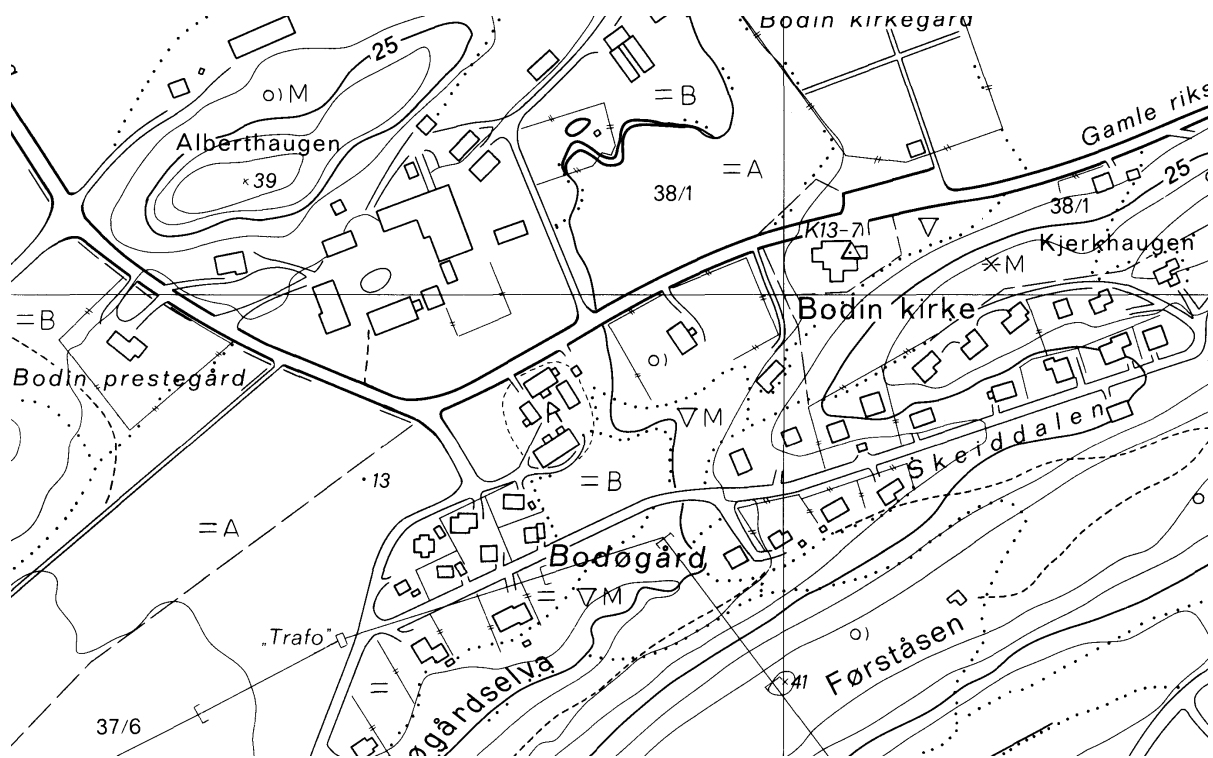 Bodin kirkegård
25
M
Alberthaugen
39
= B
= A
38/1
Gamle riks
25
38/1
K13-7
Kjerkhaugen
M
Bodin kirke
= B
Bodin prestegård
M
A
Skeiddalen
13
= B
= A
Bodøgård
M
"Trafo"
Førståsen
41
øgårdselva
37/6